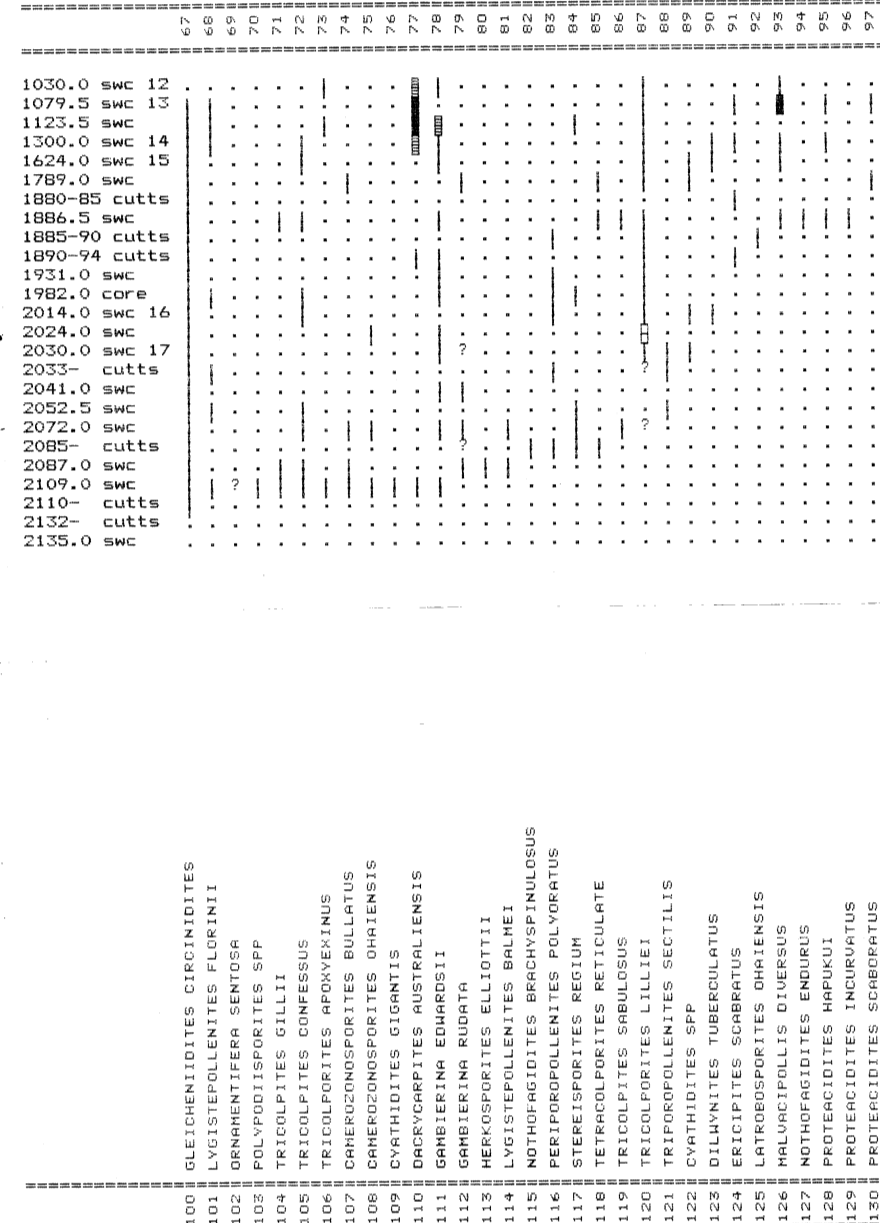 67 68 69 70 71 72 73 74 75 76 77 78 79 80 81 82 83 84 85 86 87 88 89 90 91 92 93 94 95 96 97
1030.0 swc 12
1079.5 swc 13
1123.5 swc
1300.0 swc 14
1624.0 swc 15
1789.0 swc
1880-85 cutts
1886.5 swc
1885-90 cutts
1890-94 cutts
1931.0 swc
1982.0 core
2014.0 swc 16
2024.0 swc
2030.0 swc 17 ?
2033- cutts ?
2041.0 swc
2052.5 swc
2072.0 swc ?
2085- cutts ?
2087.0 swc
2109.0 swc ?
2110- cutts
2132- cutts
2135.0 swc
100 GLEICHENIIDITES CIRCINIDITES
101 LYGISTEPOLLENITES FLORINII
102 ORNAMENTIFERA SENTOSA
103 POLYPODIISPORITES SPP
104 TRICOLPITES GILLII
105 TRICOLPITES CONFESSUS
106 TRICOLPORITES APOXYEXINUS
107 CAMEROZONOSPORITES BULLATUS
108 CAMEROZONOSPORITES OHAIENSIS
109 CYATHIDITES GIGANTIS
110 DACRYCARPITES AUSTRALIENSIS
111 GAMBIERINA EDWARDSII
112 GAMBIERINA RUDATA
113 HERKOSPORITES ELLIOTTII
114 LYGISTEPOLLENITES BALMEI
115 NOTHOFAGIDITES BRACHYSPINULOSUS
116 PERIPOROPOLLENITES POLYORATUS
117 STEREISPORITES REGIUM
118 TETRACOLPORITES RETICULATE
119 TRICOLPITES SABULOSUS
120 TRICOLPORITES LILLIEI
121 TRIPOROPOLLENITES SECTILIS
122 CYATHIDITES SPP
123 DILWYNITES TUBERCULATUS
124 ERICIPITES SCABRATUS
125 LATROBOSPORITES OHAIENSIS
126 MALVACIPOLLIS DIVERSUS
127 NOTHOFAGIDITES ENDURUS
128 PROTEACIDITES HAPUKUI
129 PROTEACIDITES INCURVATUS
130 PROTEACIDITES SCABORATUS